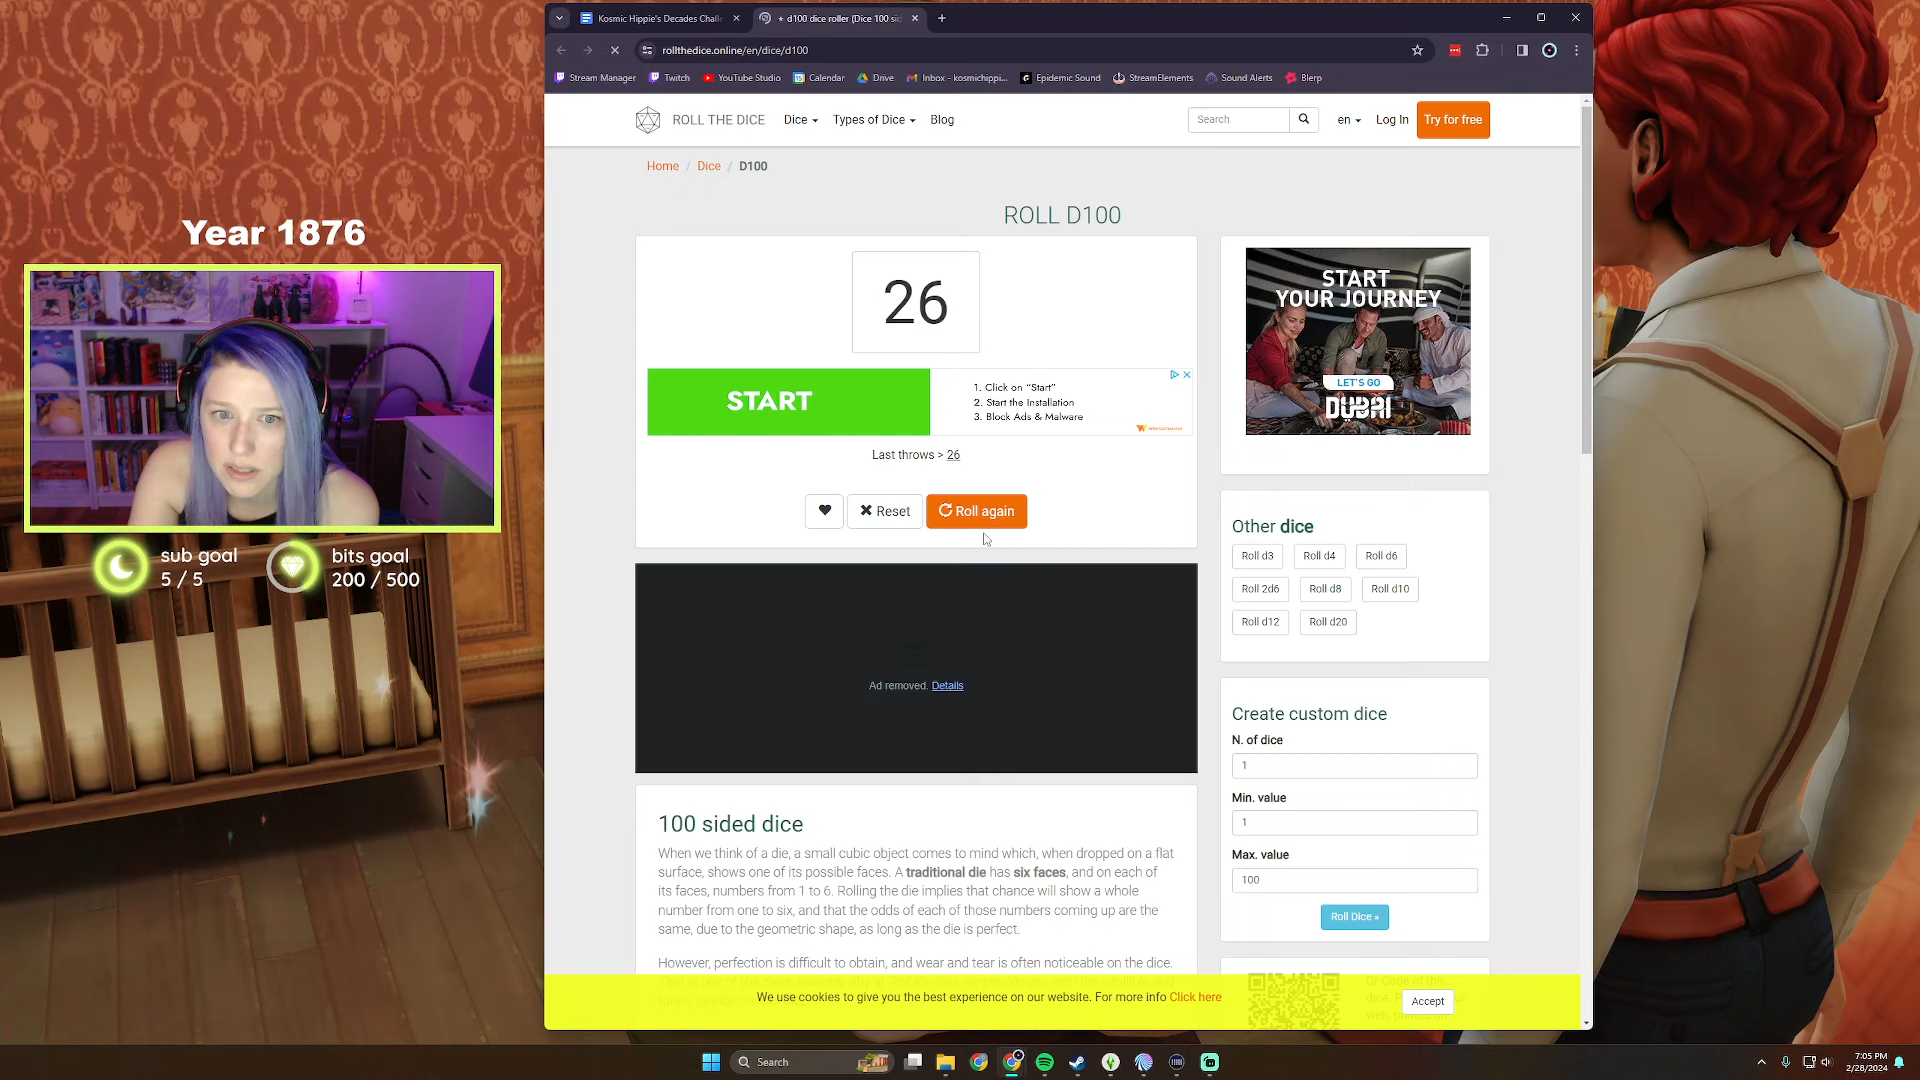 Kosmic Hippie's Decades Chall
d100 dice roller (Dice 100 sid
rollthedice.online/en/dice/d100
Stream Manager
Twitch
YouTube Studio
Calendar
Drive
Inbox - kosmichippi...
Epidemic Sound
StreamElements
Sound Alerts
Blerp
ROLL THE DICE
Dice
Types of Dice
Blog
Search
en
Log In
Try for free
Home / Dice / D100
ROLL D100
Year 1876
26
START
1. Click on “Start”
2. Start the Installation
3. Block Ads & Malware
Web Companion
START
YOUR JOURNEY
LET'S GO
DUBAI
Last throws > 26
Reset
Roll again
sub goal
5 / 5
bits goal
200 / 500
Other dice
Roll d3
Roll d4
Roll d6
Roll 2d6
Roll d8
Roll d10
Roll d12
Roll d20
Ad removed. Details
Create custom dice
N. of dice
1
Min. value
1
Max. value
100
Roll Dice »
100 sided dice
When we think of a die, a small cubic object comes to mind which, when dropped on a flat
surface, shows one of its possible faces. A traditional die has six faces, and on each of
its faces, numbers from 1 to 6. Rolling the die implies that chance will show a whole
number from one to six, and that the odds of each of those numbers coming up are the
same, due to the geometric shape, as long as the die is perfect.
However, perfection is difficult to obtain, and wear and tear is often noticeable on the dice.
We use cookies to give you the best experience on our website. For more info Click here
Accept
Qr Code of this
Search
7:05 PM
2/28/2024